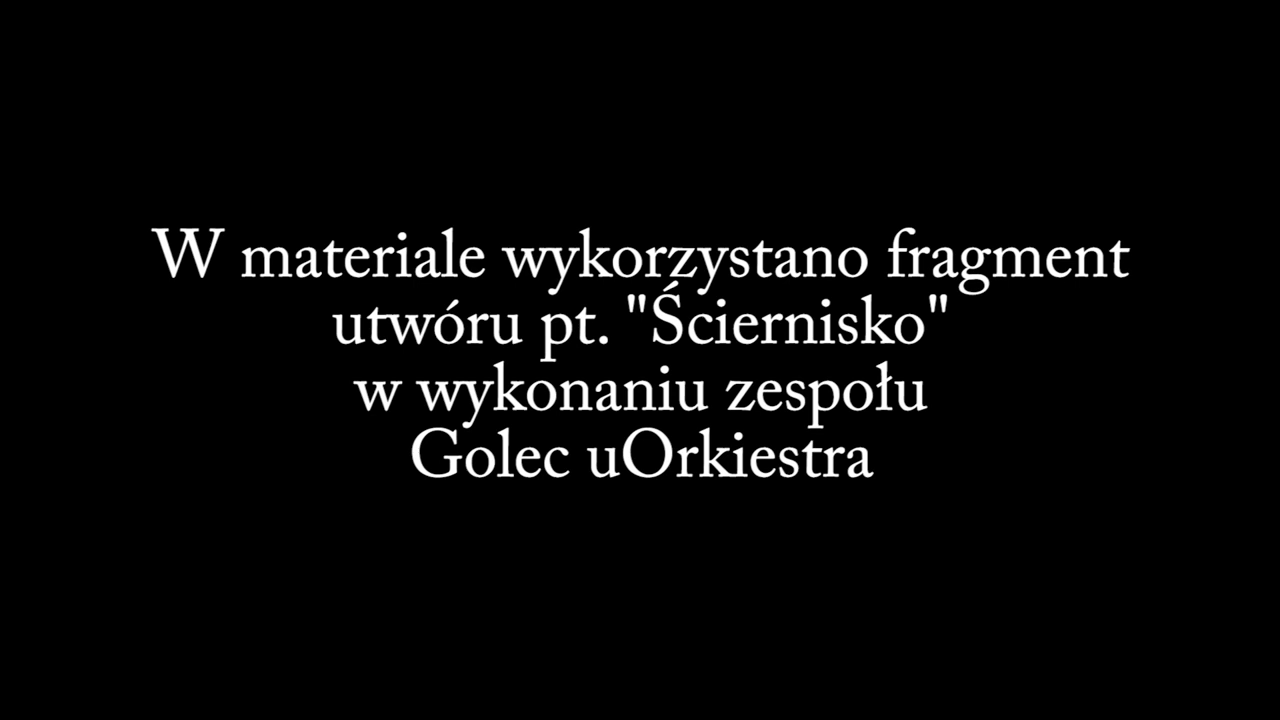 W materiale wykorzystano fragment
utwóru pt. "Ściernisko"
w wykonaniu zespołu
Golec uOrkiestra